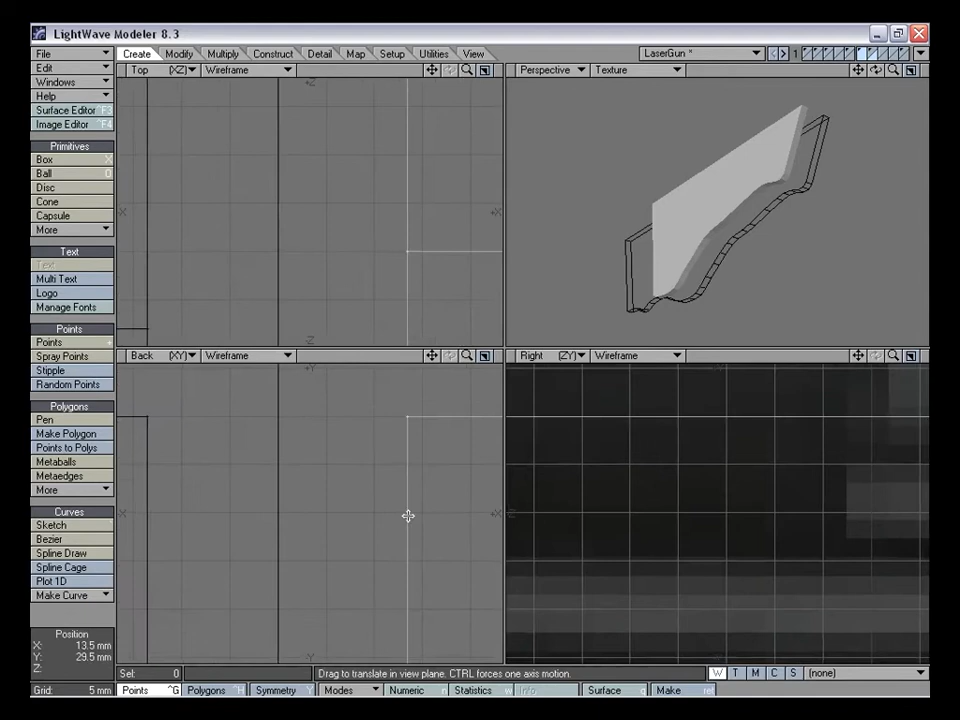 LightWave Modeler 8.3
File Create Modify Multiply Construct Detail Map Setup Utilities View LaserGun * 1
Edit Top (XZ) Wireframe Perspective Texture
Windows
Help
Surface Editor F3
Image Editor ^F4
Primitives
Box X
Ball O
Disc
Cone
Capsule
More
Text
Text
Multi Text
Logo
Manage Fonts
Points
Points +
Spray Points Back (XY) Wireframe Right (ZY) Wireframe
Stipple
Random Points
Polygons
Pen
Make Polygon
Points to Polys
Metaballs
Metaedges
More
Curves
Sketch
Bezier
Spline Draw
Spline Cage
Plot 1D
Make Curve
Position
X: 13.5 mm
Y: 29.5 mm
Z:
Sel: 0 Drag to translate in view plane. CTRL forces one axis motion. W T M C S (none)
Grid: 5 mm Points ^G Polygons ^H Symmetry Y Modes Numeric n Statistics w Info Surface q Make ret